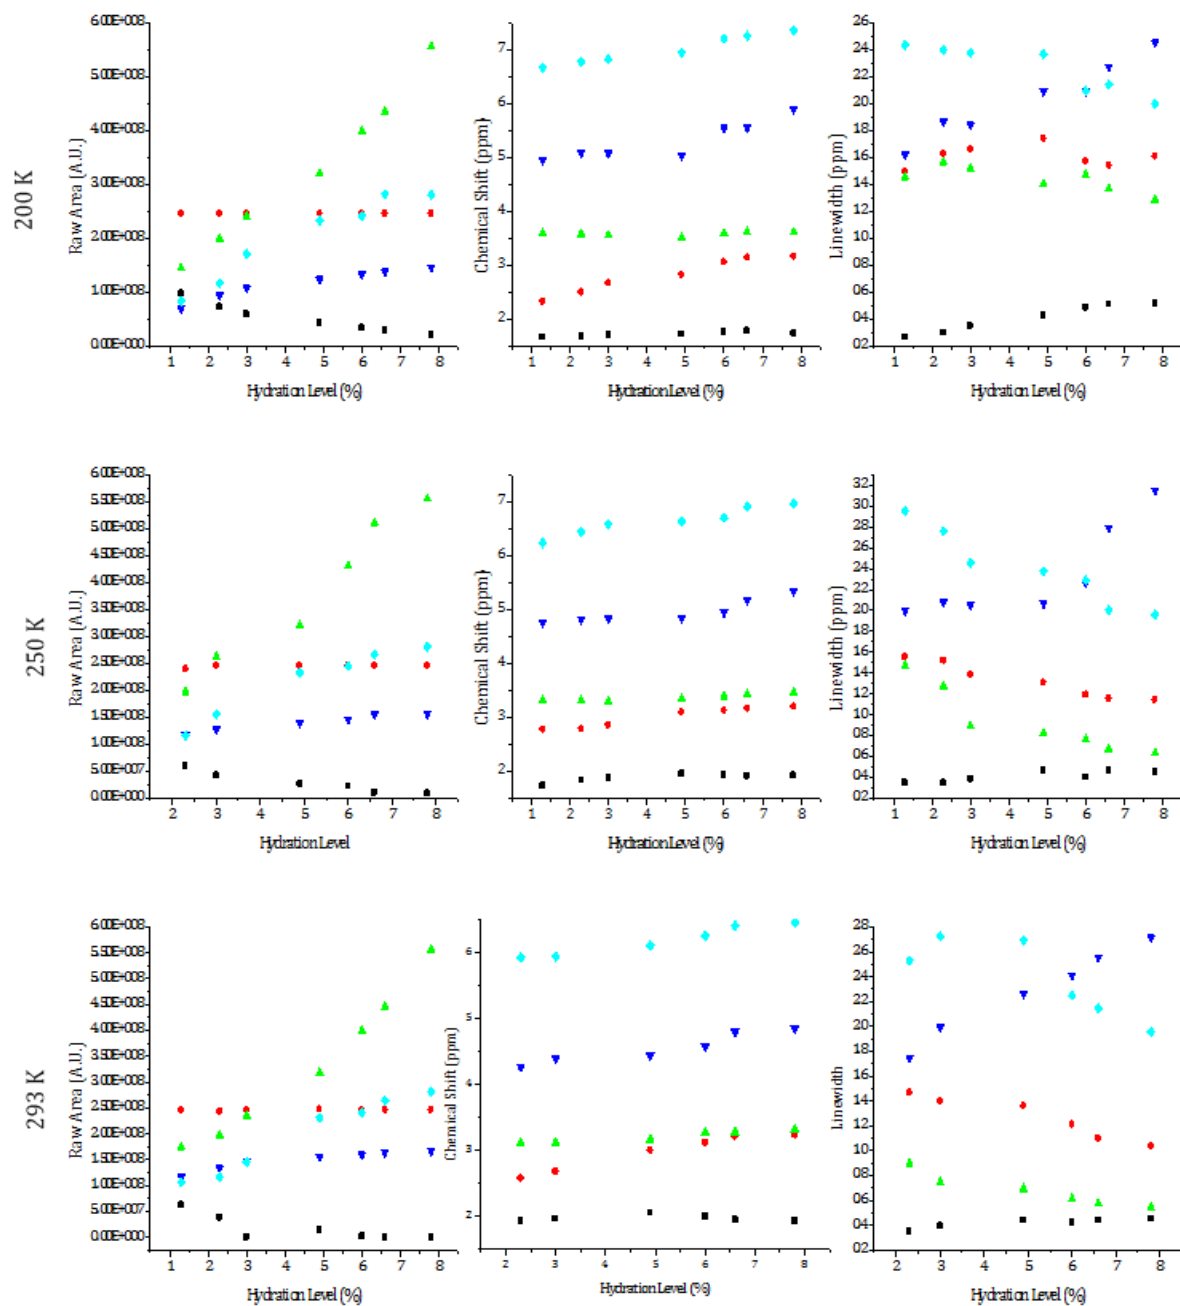 200 K
Raw Area (A.U.)
6.00E+008
5.00E+008
4.00E+008
3.00E+008
2.00E+008
1.00E+008
0.00E+000
1 2 3 4 5 6 7 8
Hydration Level (%)
Chemical Shift (ppm)
7
6
5
4
3
2
1 2 3 4 5 6 7 8
Hydration Level (%)
Linewidth (ppm)
26
24
22
20
18
16
14
12
10
08
06
04
02
1 2 3 4 5 6 7 8
Hydration Level (%)
250 K
Raw Area (A.U.)
6.00E+008
5.50E+008
5.00E+008
4.50E+008
4.00E+008
3.50E+008
3.00E+008
2.50E+008
2.00E+008
1.50E+008
1.00E+008
5.00E+007
0.00E+000
2 3 4 5 6 7 8
Hydration Level
Chemical Shift (ppm)
7
6
5
4
3
2
1 2 3 4 5 6 7 8
Hydration Level (%)
Linewidth (ppm)
32
30
28
26
24
22
20
18
16
14
12
10
08
06
04
02
1 2 3 4 5 6 7 8
Hydration Level (%)
293 K
Raw Area (A.U.)
6.00E+008
5.50E+008
5.00E+008
4.50E+008
4.00E+008
3.50E+008
3.00E+008
2.50E+008
2.00E+008
1.50E+008
1.00E+008
5.00E+007
0.00E+000
1 2 3 4 5 6 7 8
Hydration Level (%)
Chemical Shift (ppm)
6
5
4
3
2
2 3 4 5 6 7 8
Hydration Level (%)
Linewidth
28
26
24
22
20
18
16
14
12
10
08
06
04
02
2 3 4 5 6 7 8
Hydration Level (%)